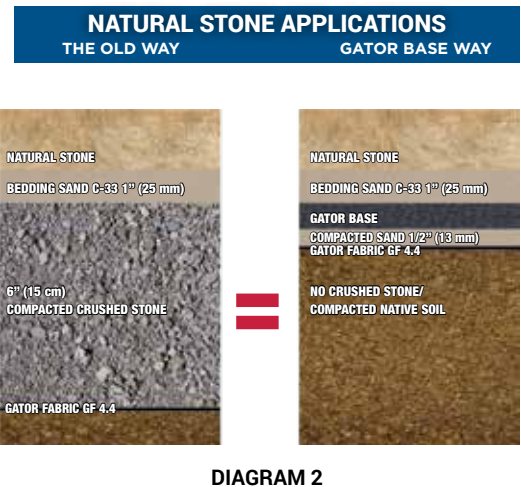 NATURAL STONE APPLICATIONS
THE OLD WAY
GATOR BASE WAY
NATURAL STONE
BEDDING SAND C-33 1” (25 mm)
6” (15 cm)
COMPACTED CRUSHED STONE
GATOR FABRIC GF 4.4
NATURAL STONE
BEDDING SAND C-33 1” (25 mm)
GATOR BASE
COMPACTED SAND 1/2” (13 mm)
GATOR FABRIC GF 4.4
NO CRUSHED STONE/
COMPACTED NATIVE SOIL
DIAGRAM 2